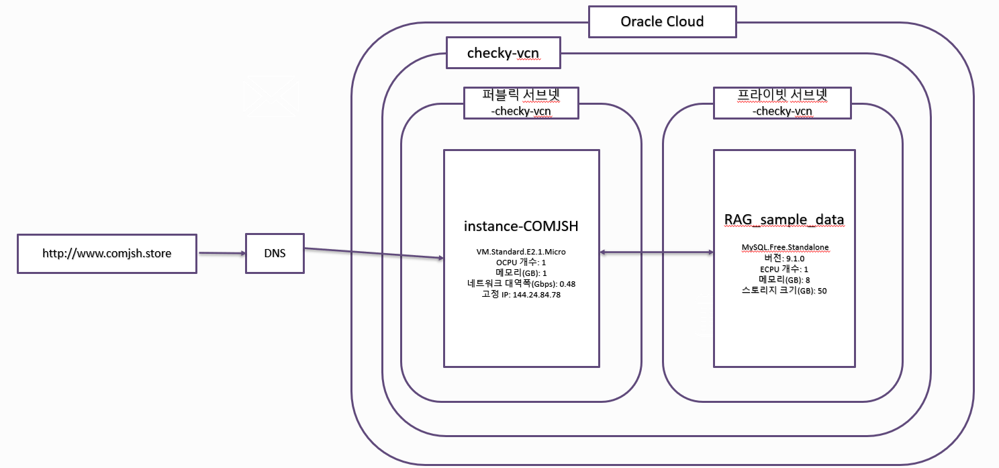 Oracle Cloud
checky-vcn
퍼블릭 서브넷
-checky-vcn
프라이빗 서브넷
-checky-vcn
http://www.comjsh.store
DNS
instance-COMJSH
VM.Standard.E2.1.Micro
OCPU 개수: 1
메모리(GB): 1
네트워크 대역폭(Gbps): 0.48
고정 IP: 144.24.84.78
RAG_sample_data
MySQL.Free.Standalone
버전: 9.1.0
ECPU 개수: 1
메모리(GB): 8
스토리지 크기(GB): 50